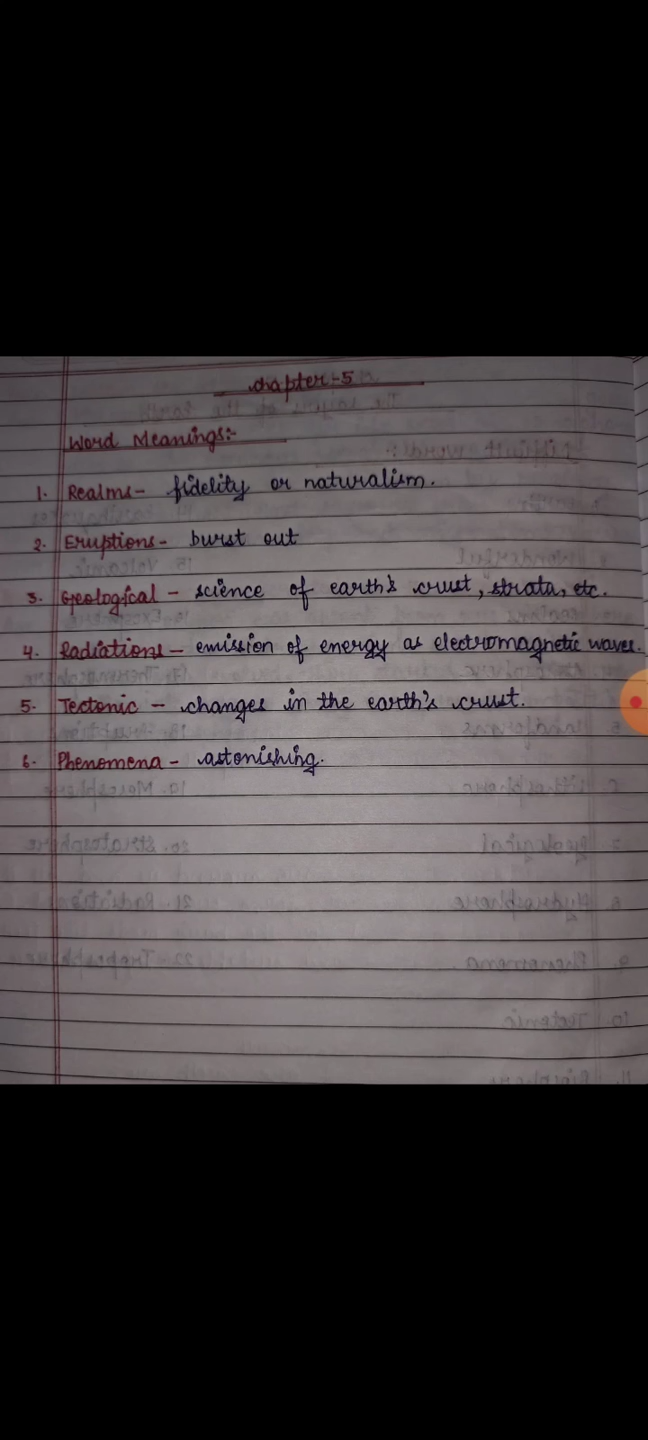 Chapter-5
Word Meanings:-
1. Realms- fidelity or naturalism.
2. Eruptions- burst out
3. Geological - science of earth's crust, strata, etc.
4. Radiations - emission of energy as electromagnetic waves.
5. Tectonic - changes in the earth's crust.
6. Phenomena - astonishing.